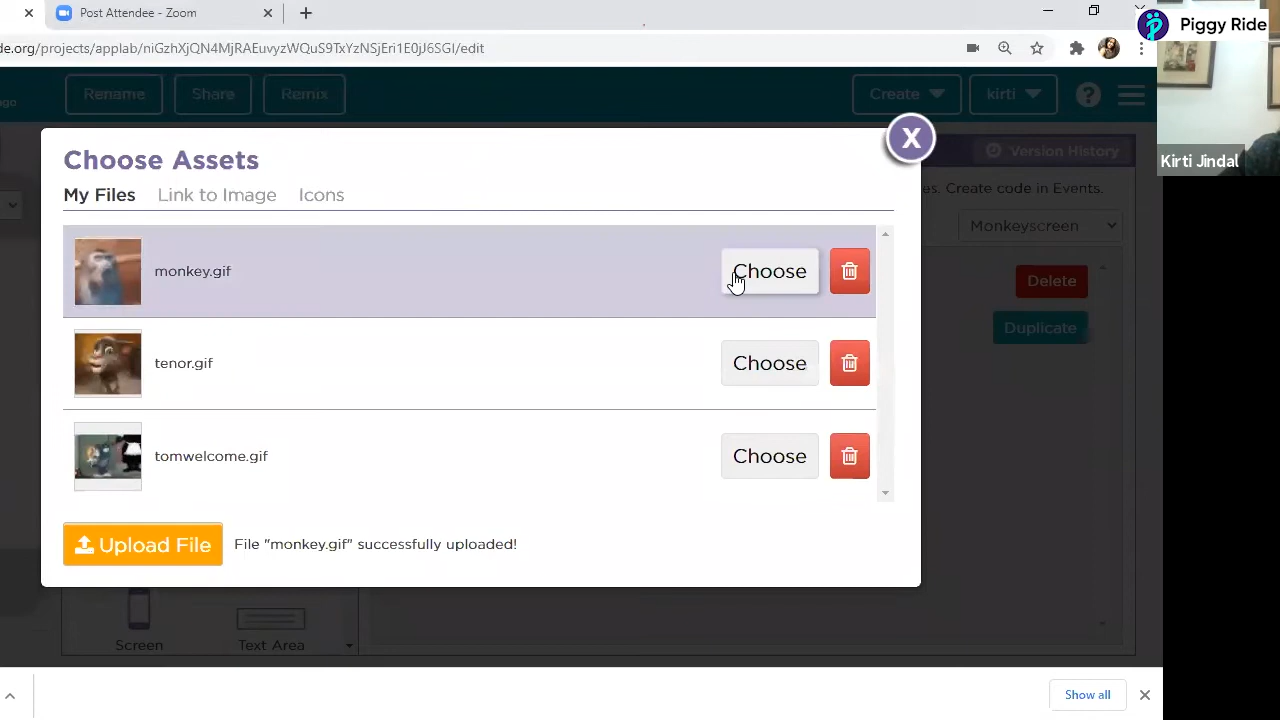 Post Attendee - Zoom
Piggy Ride
de.org/projects/applab/niGzhXjQN4MjRAEuvyzWQuS9TxYzNSjEri1E0jJ6SGI/edit
ago
Rename
Share
Remix
Create
kirti
Kirti Jindal
Choose Assets
X
Version History
My Files
Link to Image
Icons
es. Create code in Events.
Monkeyscreen
monkey.gif
Choose
Delete
Duplicate
tenor.gif
Choose
tomwelcome.gif
Choose
Upload File
File "monkey.gif" successfully uploaded!
Screen
Text Area
Show all